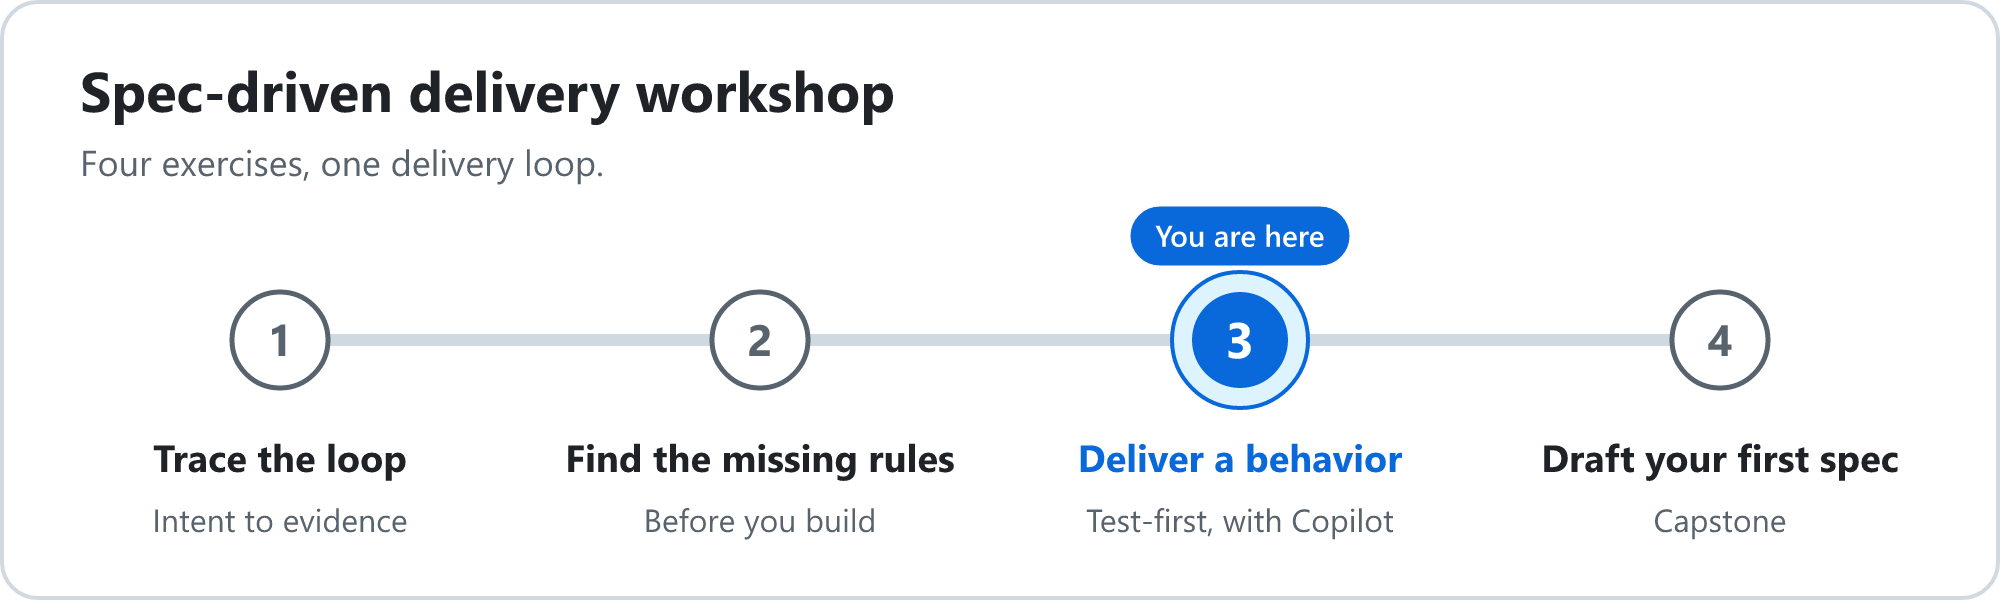 Spec-driven delivery workshop
Four exercises, one delivery loop.
You are here
1
2
3
4
Trace the loop
Find the missing rules
Deliver a behavior
Draft your first spec
Intent to evidence
Before you build
Test-first, with Copilot
Capstone